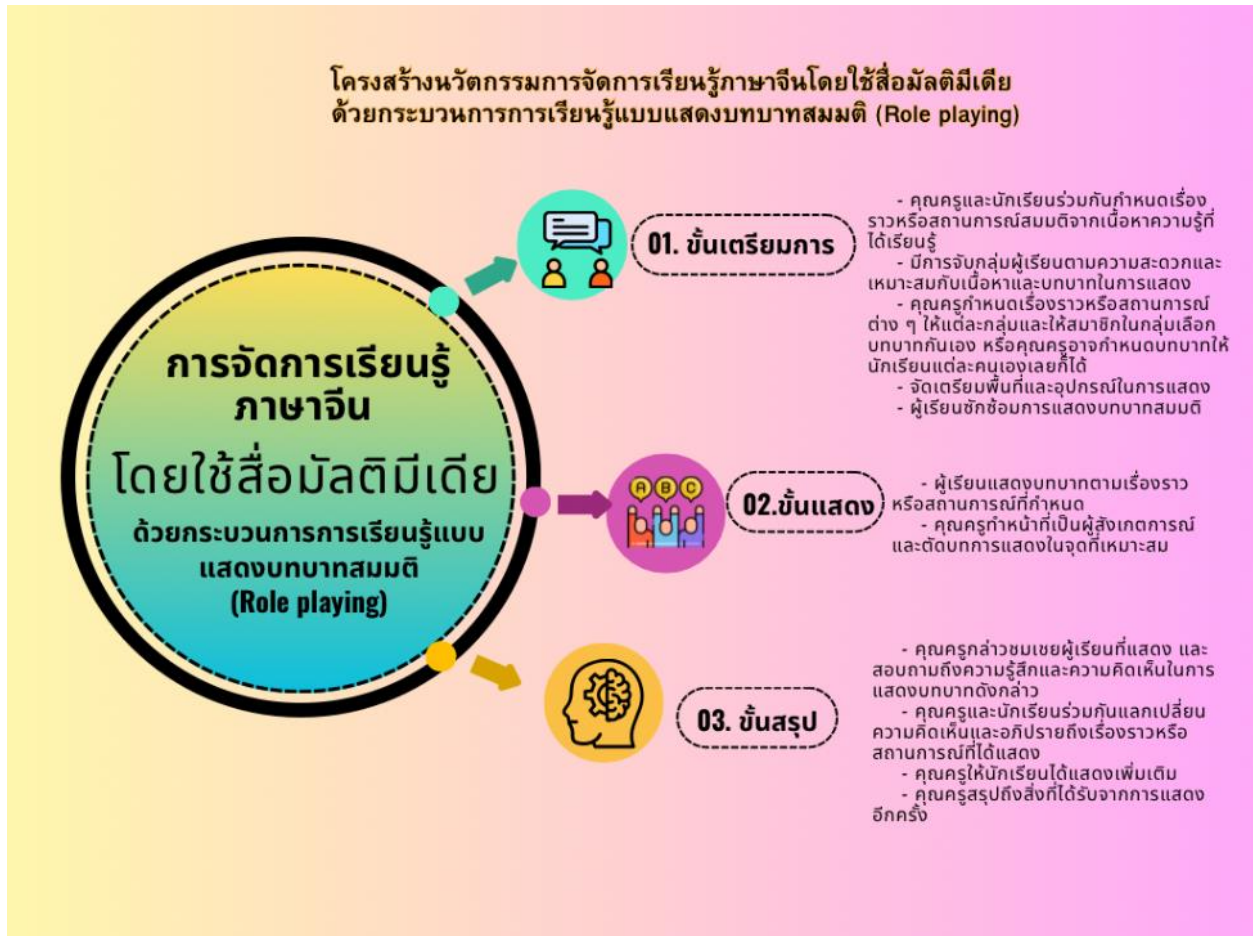 โครงสร้างนวัตกรรมการจัดการเรียนรู้ภาษาจีนโดยใช้สื่อมัลติมีเดีย
ด้วยกระบวนการการเรียนรู้แบบแสดงบทบาทสมมติ (Role playing)
การจัดการเรียนรู้
ภาษาจีน
โดยใช้สื่อมัลติมีเดีย
ด้วยกระบวนการการเรียนรู้แบบ
แสดงบทบาทสมมติ
(Role playing)
01. ขั้นเตรียมการ
- คุณครูและนักเรียนร่วมกันกำหนดเรื่อง
ราวหรือสถานการณ์สมมติจากเนื้อหาความรู้ที่
ได้เรียนรู้
- มีการจับกลุ่มผู้เรียนตามความสะดวกและ
เหมาะสมกับเนื้อหาและบทบาทในการแสดง
- คุณครูกำหนดเรื่องราวหรือสถานการณ์
ต่าง ๆ ให้แต่ละกลุ่มและให้สมาชิกในกลุ่มเลือก
บทบาทกันเอง หรือคุณครูอาจกำหนดบทบาทให้
นักเรียนแต่ละคนเองเลยก็ได้
- จัดเตรียมพื้นที่และอุปกรณ์ในการแสดง
- ผู้เรียนซักซ้อมการแสดงบทบาทสมมติ
A B C
02.ขั้นแสดง
- ผู้เรียนแสดงบทบาทตามเรื่องราว
หรือสถานการณ์ที่กำหนด
- คุณครูทำหน้าที่เป็นผู้สังเกตการณ์
และตัดบทการแสดงในจุดที่เหมาะสม
03. ขั้นสรุป
- คุณครูกล่าวชมเชยผู้เรียนที่แสดง และ
สอบถามถึงความรู้สึกและความคิดเห็นในการ
แสดงบทบาทดังกล่าว
- คุณครูและนักเรียนร่วมกันแลกเปลี่ยน
ความคิดเห็นและอภิปรายถึงเรื่องราวหรือ
สถานการณ์ที่ได้แสดง
- คุณครูให้นักเรียนได้แสดงเพิ่มเติม
- คุณครูสรุปถึงสิ่งที่ได้รับจากการแสดง
อีกครั้ง